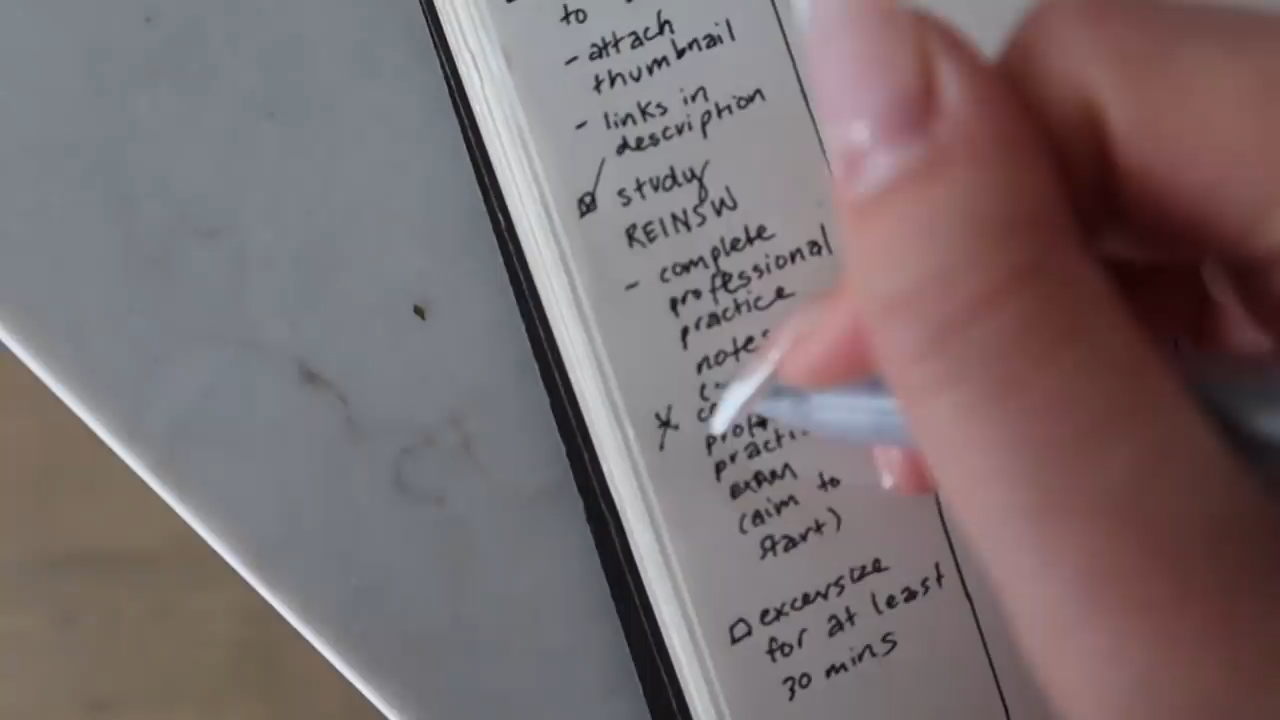 to
- attach
thumbnail
- links in
description
study
REINSW
- complete
professional
practice
notes
practi
exam
(aim to
start)
excersize
for at least
30 mins